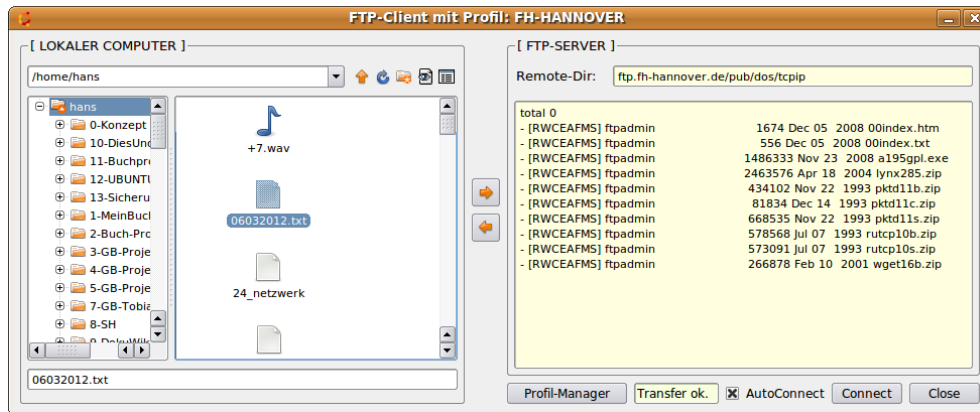 FTP-Client mit Profil: FH-HANNOVER
[ LOKALER COMPUTER ]
/home/hans
hans
0-Konzept
10-DiesUnd
11-Buchpro
12-UBUNTU
13-Sicheru
1-MeinBucl
2-Buch-Pro
3-GB-Proje
4-GB-Proje
5-GB-Proje
7-GB-Tobia
8-SH
9-DokuWik
+7.wav
06032012.txt
24_netzwerk
06032012.txt
[ FTP-SERVER ]
Remote-Dir: ftp.fh-hannover.de/pub/dos/tcpip
total 0
- [RWCEAFMS] ftpadmin 1674 Dec 05 2008 00index.htm
- [RWCEAFMS] ftpadmin 556 Dec 05 2008 00index.txt
- [RWCEAFMS] ftpadmin 1486333 Nov 23 2008 a195gpl.exe
- [RWCEAFMS] ftpadmin 2463576 Apr 18 2004 lynx285.zip
- [RWCEAFMS] ftpadmin 434102 Nov 22 1993 pktd11b.zip
- [RWCEAFMS] ftpadmin 81834 Dec 14 1993 pktd11c.zip
- [RWCEAFMS] ftpadmin 668535 Nov 22 1993 pktd11s.zip
- [RWCEAFMS] ftpadmin 578568 Jul 07 1993 rutcp10b.zip
- [RWCEAFMS] ftpadmin 573091 Jul 07 1993 rutcp10s.zip
- [RWCEAFMS] ftpadmin 266878 Feb 10 2001 wget16b.zip
Profil-Manager Transfer ok. AutoConnect Connect Close